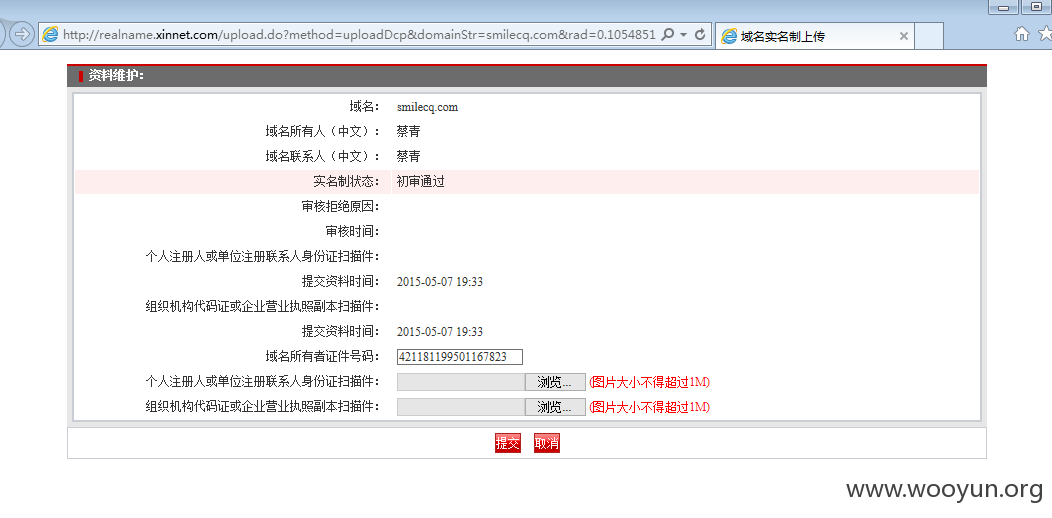 http://realname.xinnet.com/upload.do?method=uploadDcp&domainStr=smilecq.com&rad=0.1054851
域名实名制上传
资料维护:
域名: smilecq.com
域名所有人（中文）: 蔡青
域名联系人（中文）: 蔡青
实名制状态: 初审通过
审核拒绝原因:
审核时间:
个人注册人或单位注册联系人身份证扫描件:
提交资料时间: 2015-05-07 19:33
组织机构代码证或企业营业执照副本扫描件:
提交资料时间: 2015-05-07 19:33
域名所有者证件号码: 421181199501167823
个人注册人或单位注册联系人身份证扫描件: 浏览... (图片大小不得超过1M)
组织机构代码证或企业营业执照副本扫描件: 浏览... (图片大小不得超过1M)
提交 取消
www.wooyun.org